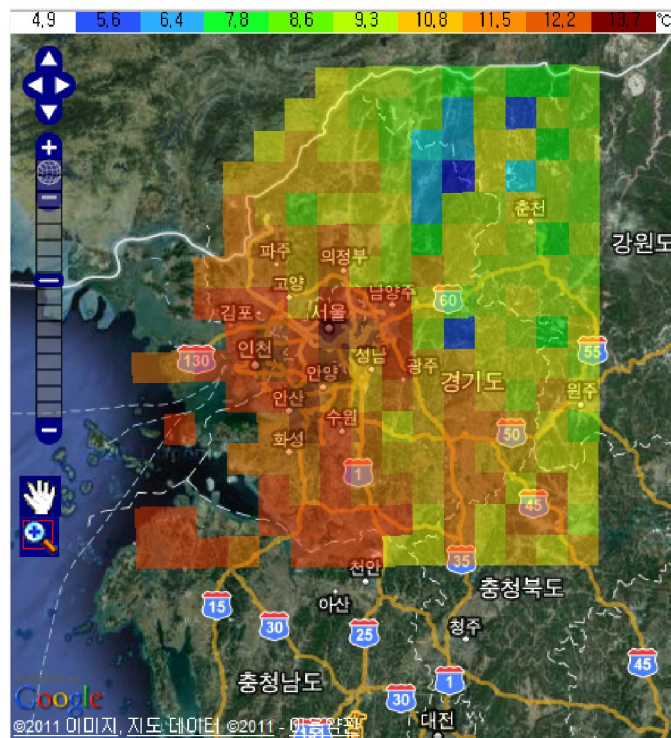 4,9 5,6 6,4 7,8 8,6 9,3 10,8 11,5 12,2 13,7 ℃
춘천
강원도
파주 의정부
고양 남양주
60
김포 서울
130 인천 성남 55
안양 광주
경기도
안산 원주
수원
화성 50
1
45
35
천안
충청북도
15 아산
30 25 청주
45
충청남도 1
30
Google
대전
©2011 이미지, 지도 데이터 ©2011 - 이용약관